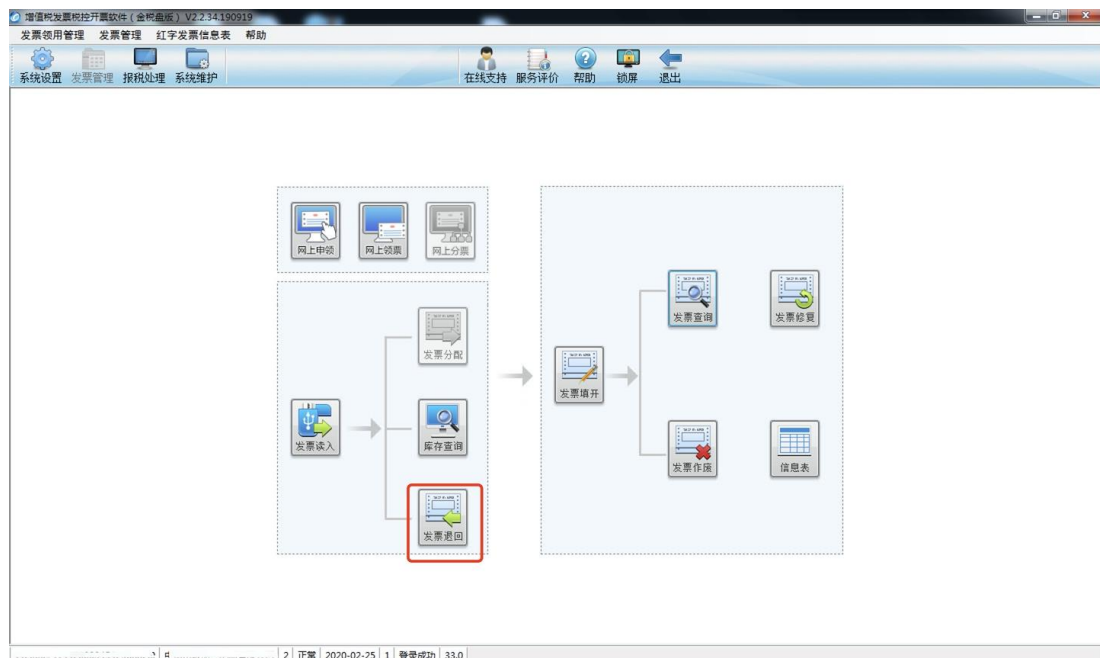 增值税发票税控开票软件(金税盘版) V2.2.34.190919
发票领用管理 发票管理 红字发票信息表 帮助
系统设置 发票管理 报税处理 系统维护 在线支持 服务评价 帮助 锁屏 退出
网上申领 网上领票 网上分票
发票读入
发票分配
库存查询
发票退回
发票填开
发票查询 发票修复
发票作废 信息表
2 正常 2020-02-25 1 登录成功 33.0